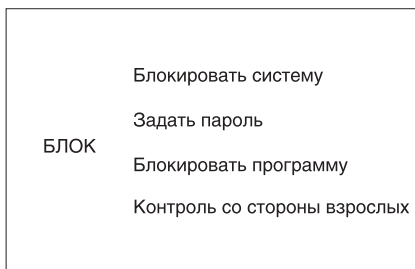 БЛОК
Блокировать систему
Задать пароль
Блокировать программу
Контроль со стороны взрослых